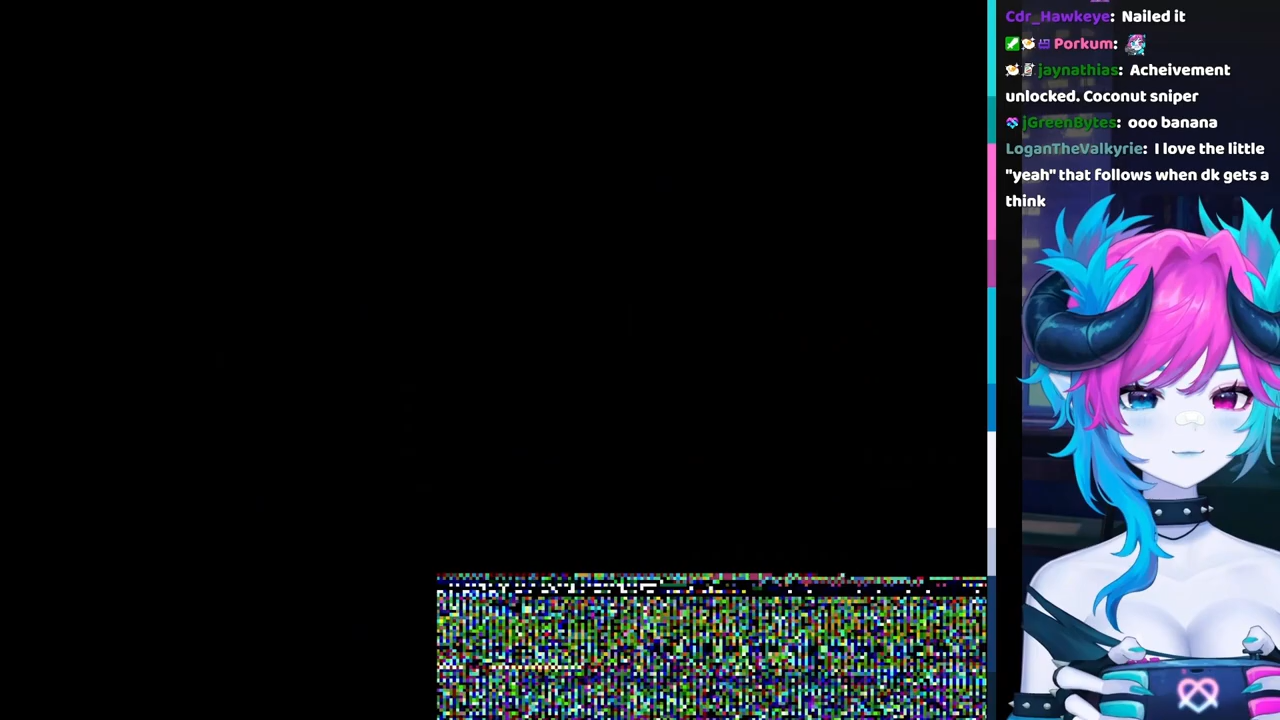 Cdr_Hawkeye: Nailed it
Porkum:
jaynathias: Acheivement
unlocked. Coconut sniper
jGreenBytes: ooo banana
LoganTheValkyrie: I love the little
"yeah" that follows when dk gets a
think